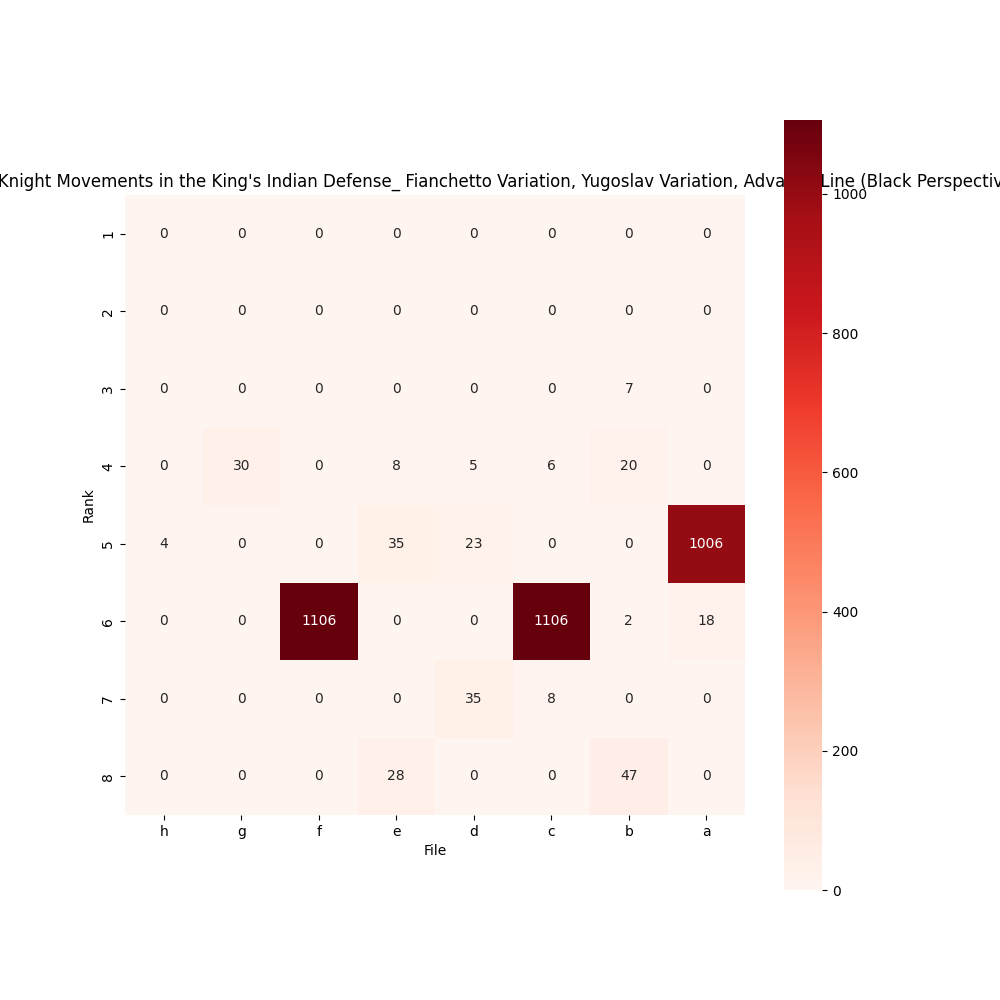 Knight Movements in the King's Indian Defense_ Fianchetto Variation, Yugoslav Variation, Line (Black
1000
1 0 0 0 0 0 0 0 0
2 0 0 0 0 0 0 0 0
800
3 0 0 0 0 0 0 7 0
4 0 30 0 8 5 6 20 0
600
Rank
5 4 0 0 35 23 0 0 1006
400
6 0 0 1106 0 0 1106 2 18
7 0 0 0 0 35 8 0 0
200
8 0 0 0 28 0 0 47 0
h g f e d c b a
File
0